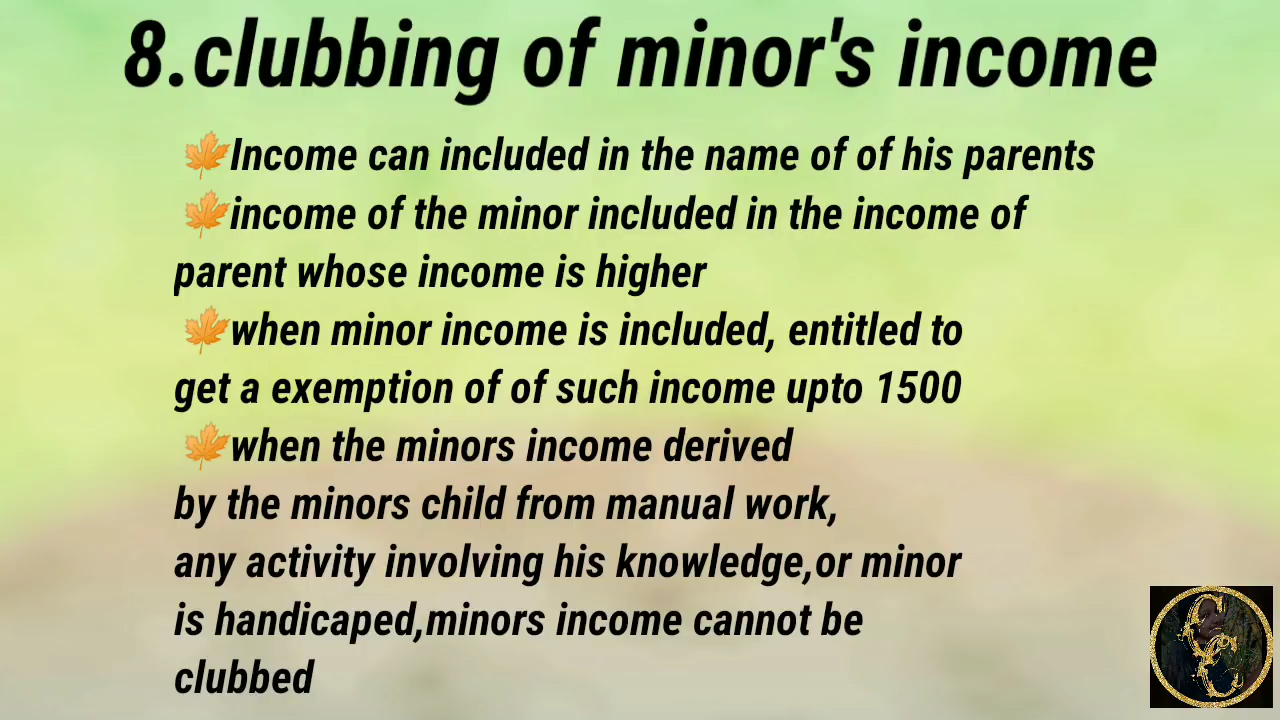 8.clubbing of minor's income
🍁Income can included in the name of of his parents
🍁income of the minor included in the income of
parent whose income is higher
🍁when minor income is included, entitled to
get a exemption of of such income upto 1500
🍁when the minors income derived
by the minors child from manual work,
any activity involving his knowledge,or minor
is handicaped,minors income cannot be
clubbed